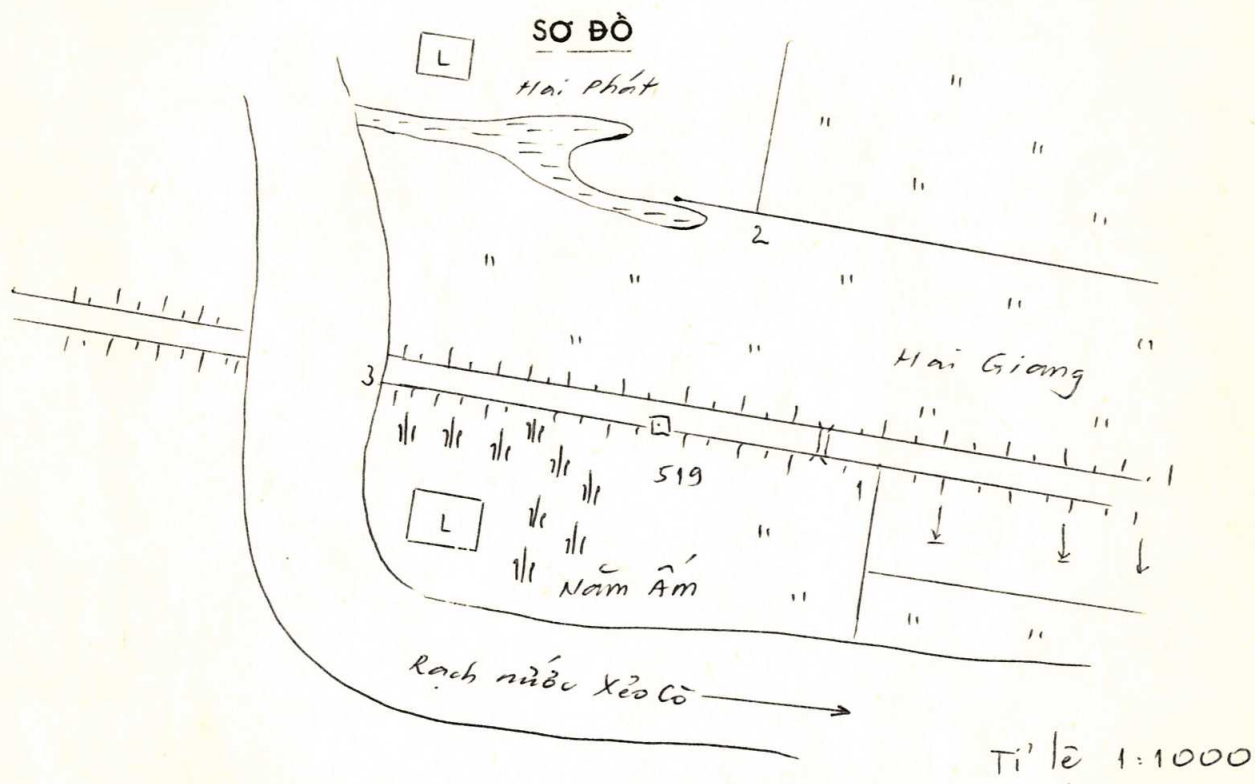 SƠ ĐỒ
L
Hai Phát
2
Hai Giang
3
519
1
L
Năm Ấm
Rạch nước Xẻo Cò
Tỉ lệ 1:1000